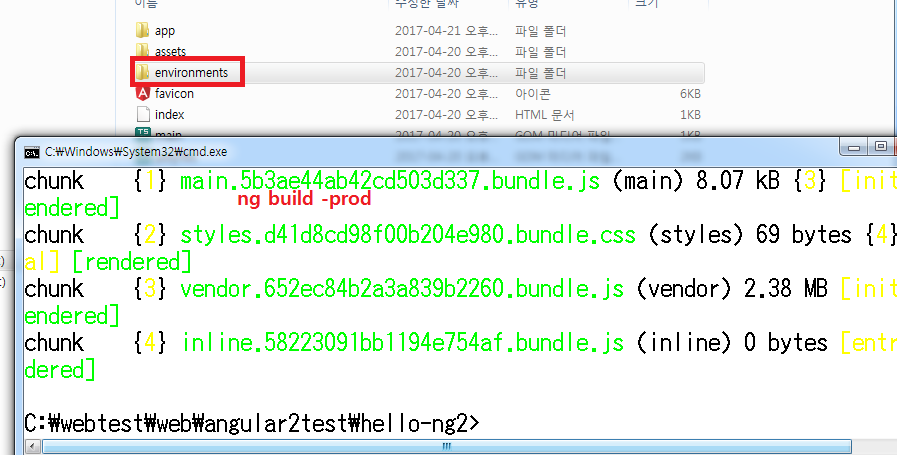 이름 수정한 날짜 유형 크기
app 2017-04-21 오후... 파일 폴더
assets 2017-04-20 오후... 파일 폴더
environments 2017-04-20 오후... 파일 폴더
favicon 2017-04-20 오후... 아이콘 6KB
index 2017-04-20 오후... HTML 문서 1KB
TS main 2017-04-20 오후... GOM 미디어 파일... 1KB
C:\Windows\System32\cmd.exe
chunk {1} main.5b3ae44ab42cd503d337.bundle.js (main) 8.07 kB {3} [init
ng build -prod
endered]
chunk {2} styles.d41d8cd98f00b204e980.bundle.css (styles) 69 bytes {4}
al] [rendered]
chunk {3} vendor.652ec84b2a3a839b2260.bundle.js (vendor) 2.38 MB [init
endered]
chunk {4} inline.58223091bb1194e754af.bundle.js (inline) 0 bytes [entr
dered]
C:₩webtest₩web₩angular2test₩hello-ng2>